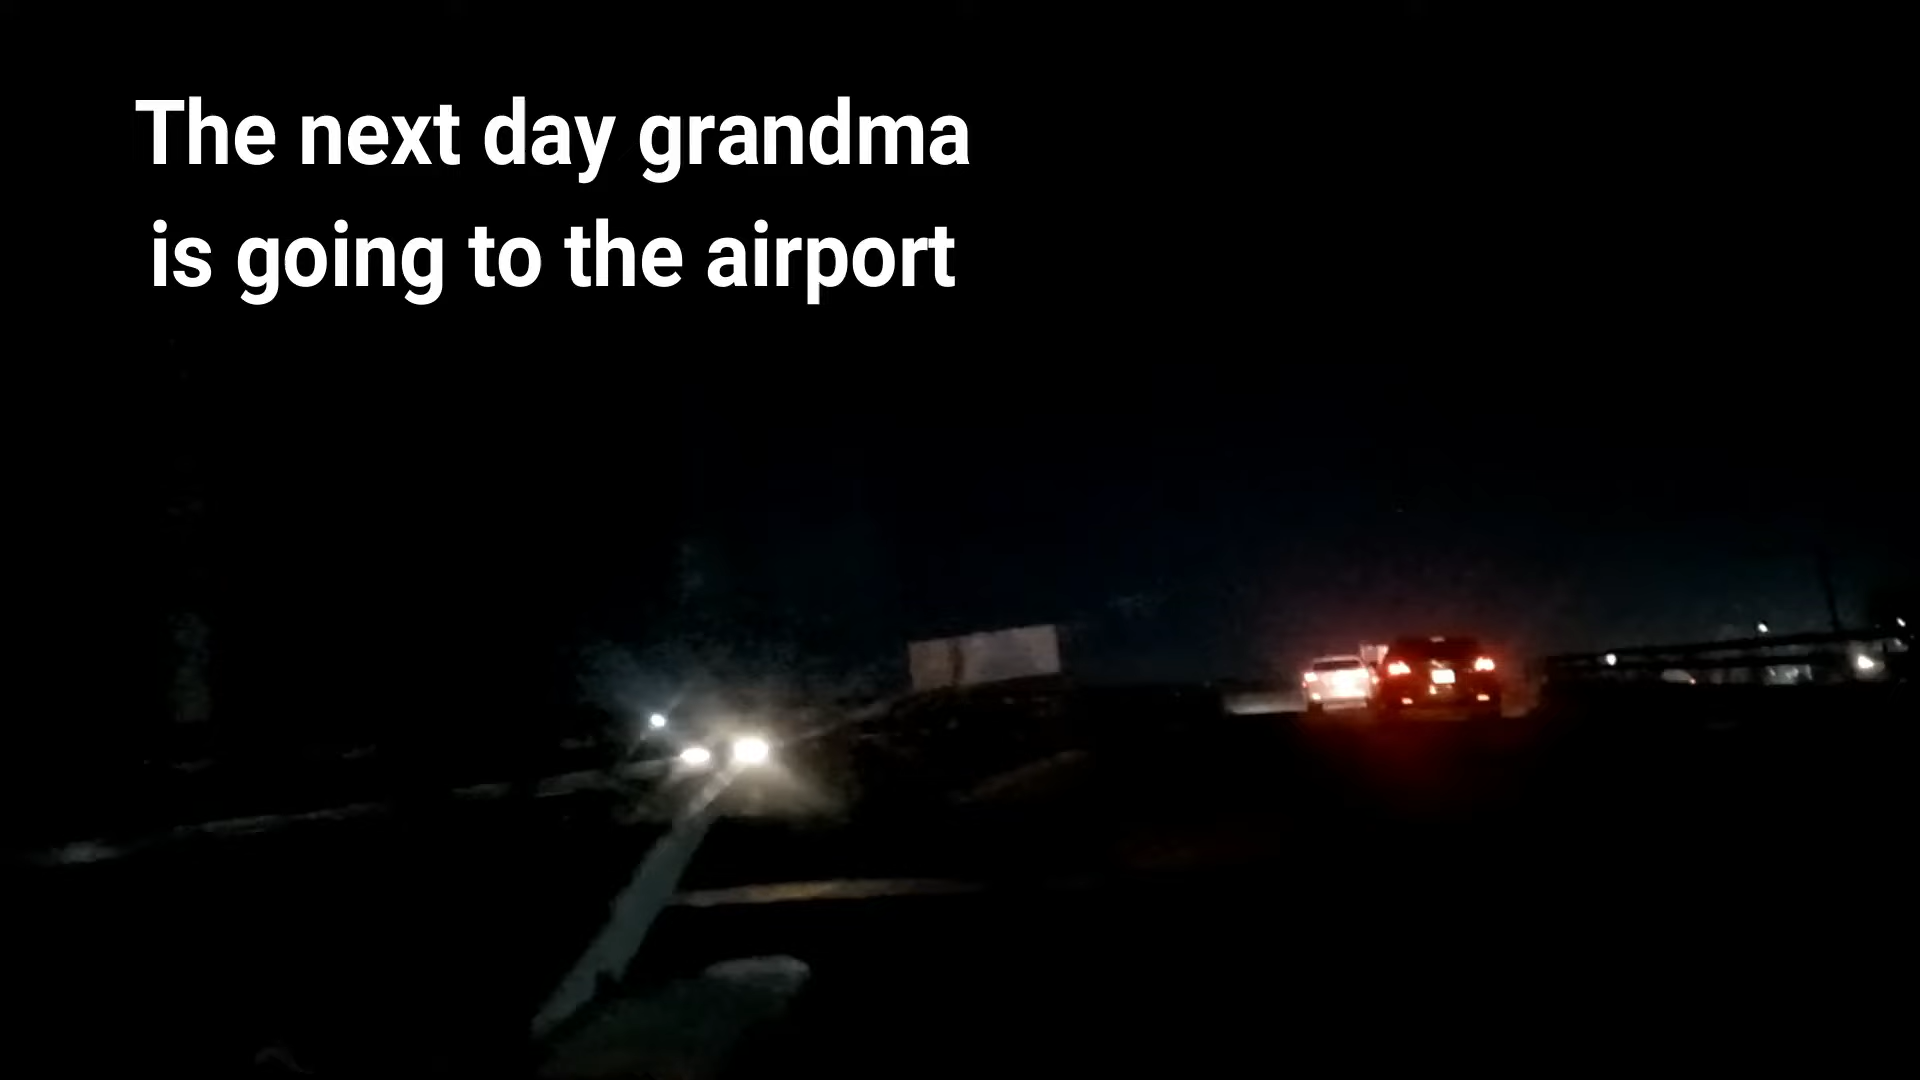 The next day grandma
is going to the airport